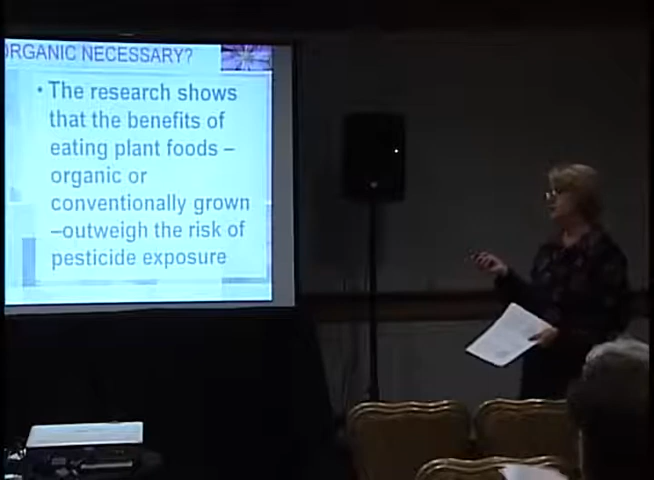 ORGANIC NECESSARY?
• The research shows
that the benefits of
eating plant foods –
organic or
conventionally grown
–outweigh the risk of
pesticide exposure